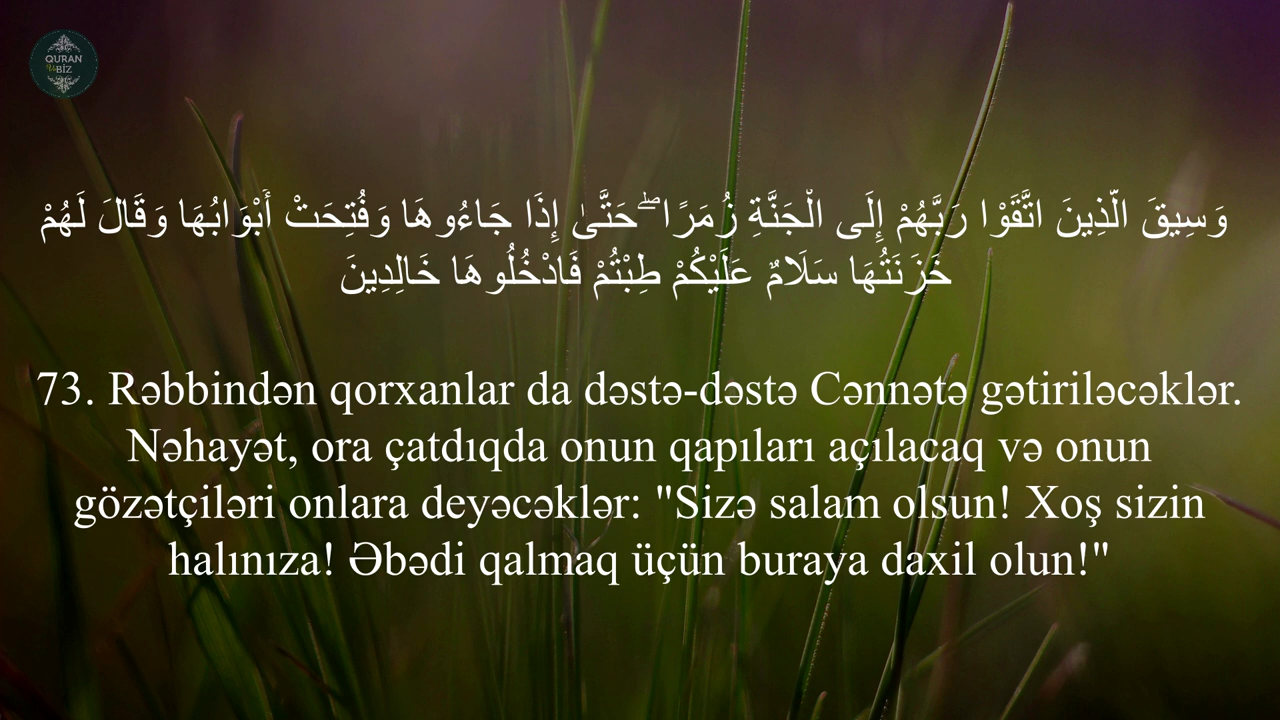 QURAN
Və
BİZ
وَسِيقَ الَّذِينَ اتَّقَوْا رَبَّهُمْ إِلَى الْجَنَّةِ زُمَرًا ۖ حَتَّىٰ إِذَا جَاءُوهَا وَفُتِحَتْ أَبْوَابُهَا وَقَالَ لَهُمْ
خَزَنَتُهَا سَلَامٌ عَلَيْكُمْ طِبْتُمْ فَادْخُلُوهَا خَالِدِينَ
73. Rəbbindən qorxanlar da dəstə-dəstə Cənnətə gətiriləcəklər.
Nəhayət, ora çatdıqda onun qapıları açılacaq və onun
gözətçiləri onlara deyəcəklər: "Sizə salam olsun! Xoş sizin
halınıza! Əbədi qalmaq üçün buraya daxil olun!"